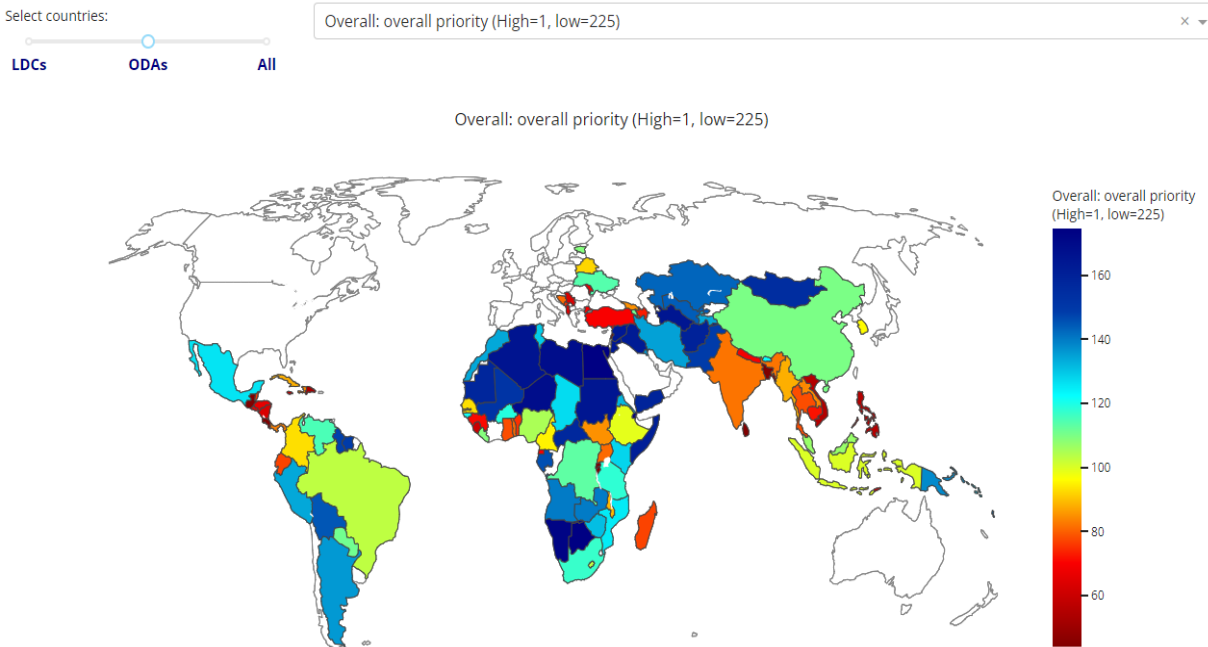 Select countries:
Overall: overall priority (High=1, low=225)
LDCs ODAs All
Overall: overall priority (High=1, low=225)
Overall: overall priority
(High=1, low=225)
160
140
120
100
80
60